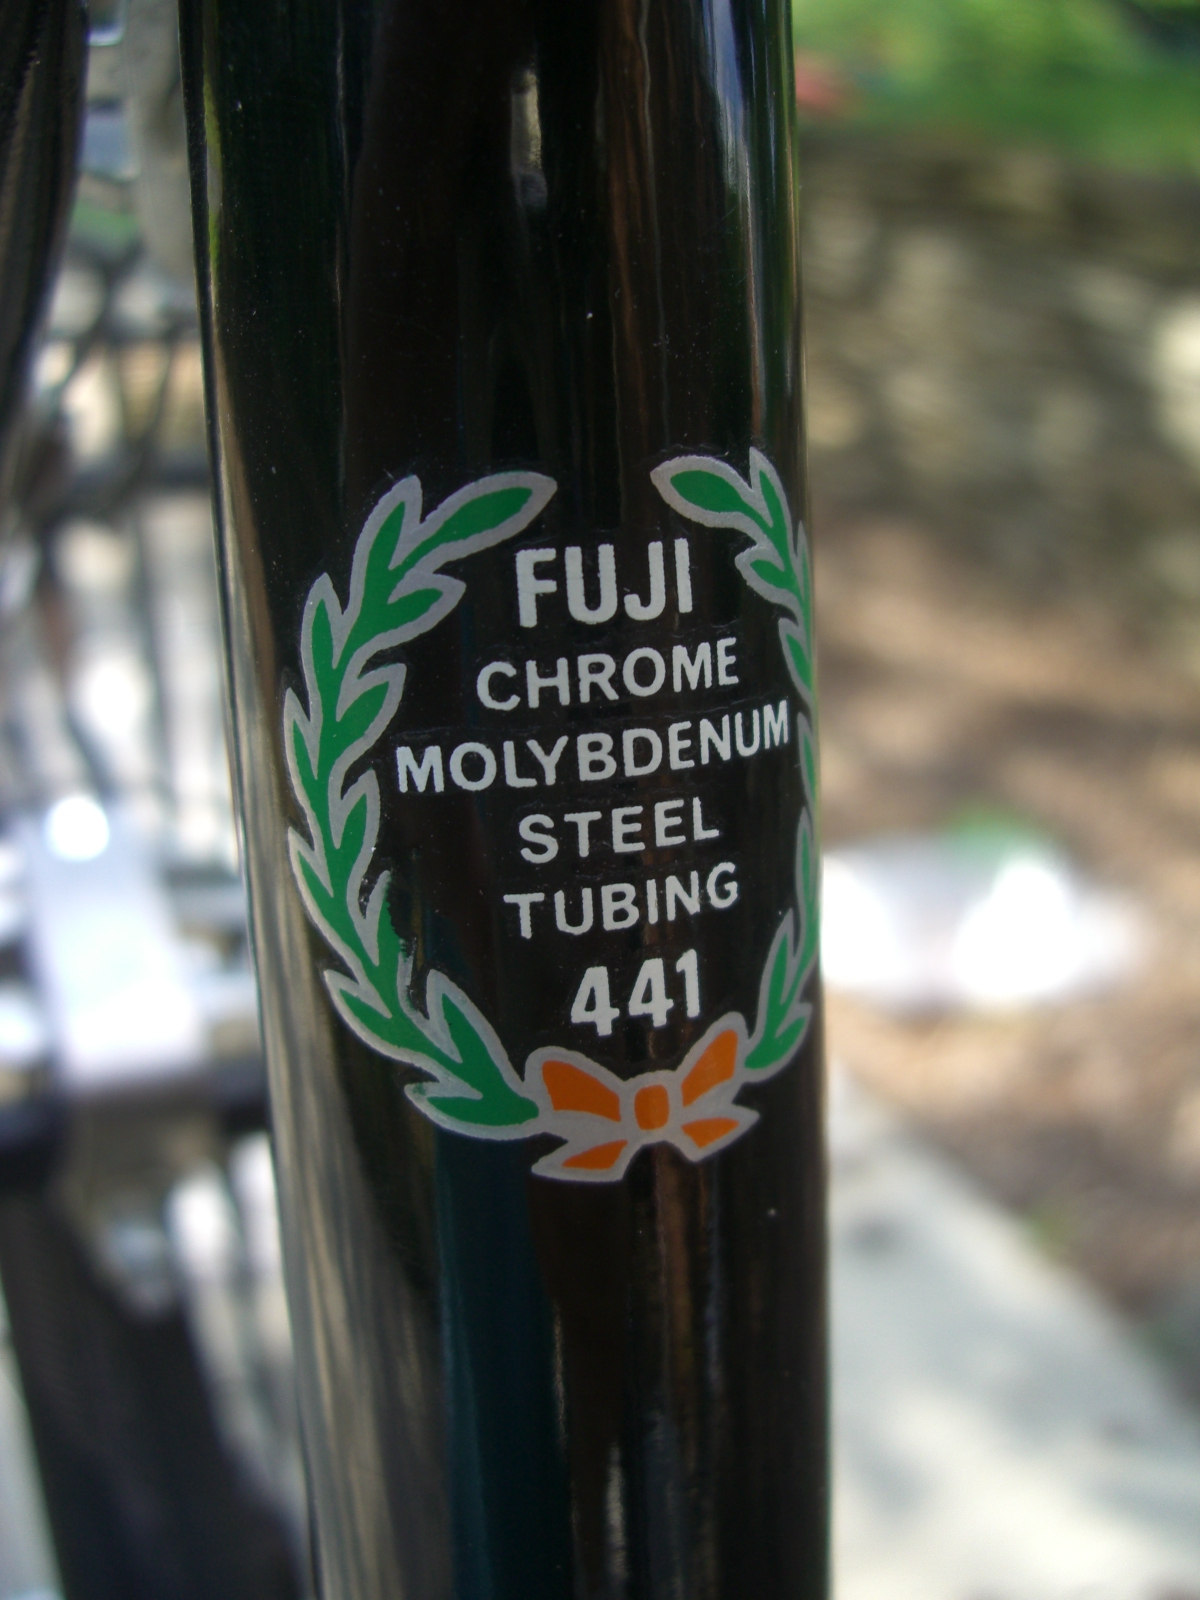 FUJI
CHROME
MOLYBDENUM
STEEL
TUBING
441